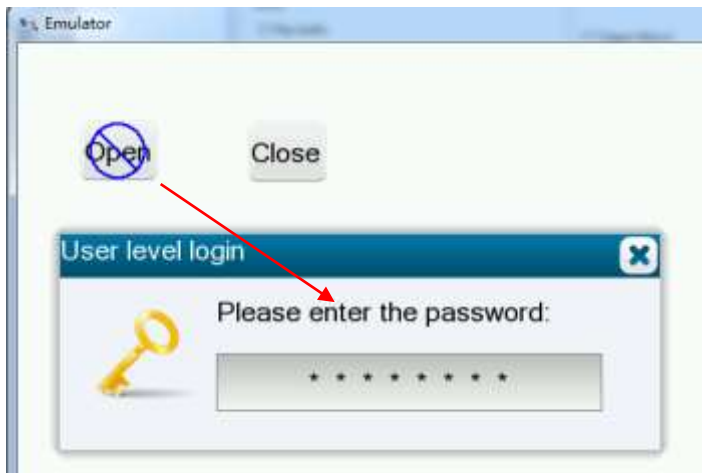 Emulator
Open
Close
User level login
Please enter the password:
* * * * * * * *